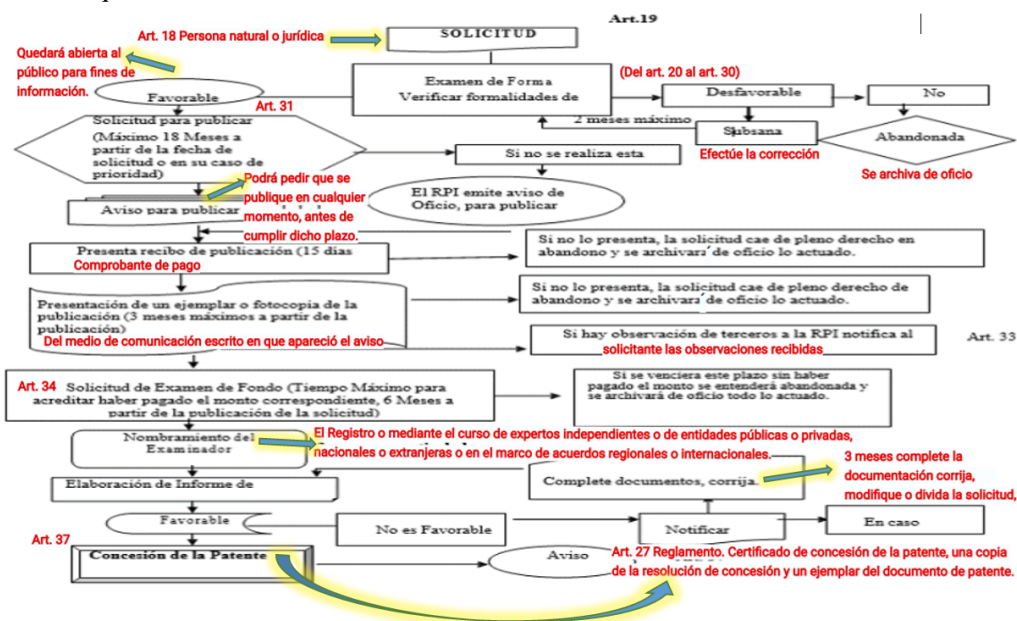 Art.19
Art. 18 Persona natural o jurídica
SOLICITUD
Quedará abierta al
público para fines de
información.
Examen de Forma
Verificar formalidades de
(Del art. 20 al art. 30)
Desfavorable
No
Favorable
Art. 31
2 meses máximo
Subsana
Efectúe la corrección
Abandonada
Se archiva de oficio
Solicitud para publicar
(Máximo 18 Meses a
partir de la fecha de
solicitud o en su caso de
prioridad)
Si no se realiza esta
El RPI emite aviso de
Oficio, para publicar
Podrá pedir que se
publique en cualquier
momento, antes de
cumplir dicho plazo.
Aviso para publicar
Presenta recibo de publicación (15 días
Comprobante de pago
Si no lo presenta, la solicitud cae de pleno derecho en
abandono y se archivará de oficio lo actuado.
Presentación de un ejemplar o fotocopia de la
publicación (3 meses máximos a partir de la
publicación)
Del medio de comunicación escrito en que apareció el aviso
Si no lo presenta, la solicitud cae de pleno derecho de
abandono y se archivará de oficio lo actuado.
Si hay observación de terceros a la RPI notifica al
solicitante las observaciones recibidas
Art. 33
Art. 34 Solicitud de Examen de Fondo (Tiempo Máximo para
acreditar haber pagado el monto correspondiente, 6 Meses a
partir de la publicación de la solicitud)
Si se venciera este plazo sin haber
pagado el monto se entenderá abandonada y
se archivará de oficio todo lo actuado.
Nombramiento del
Examinador
El Registro o mediante el curso de expertos independientes o de entidades públicas o privadas,
nacionales o extranjeras o en el marco de acuerdos regionales o internacionales.
Elaboración de Informe de
Complete documentos, corrija.
3 meses complete la
documentación corrija,
modifique o divida la solicitud,
Favorable
No es Favorable
Notificar
En caso
Art. 37
Concesión de la Patente
Aviso
Art. 27 Reglamento. Certificado de concesión de la patente, una copia
de la resolución de concesión y un ejemplar del documento de patente.